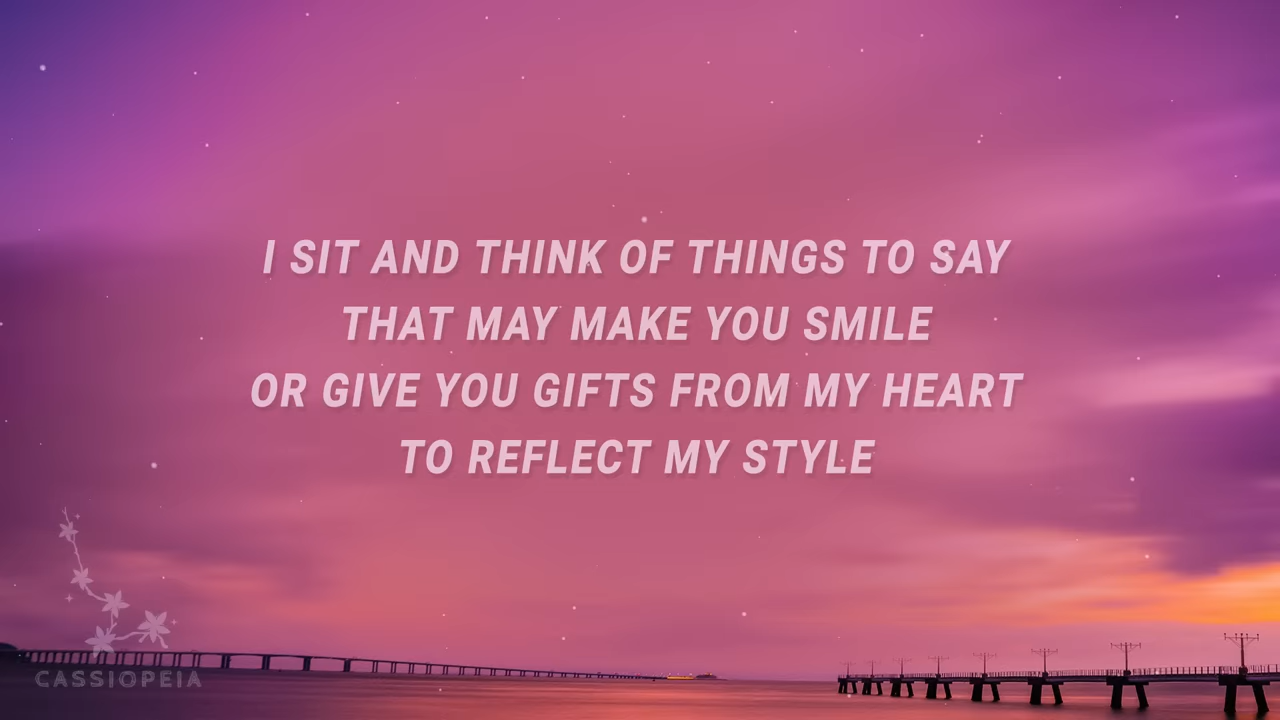 I SIT AND THINK OF THINGS TO SAY
THAT MAY MAKE YOU SMILE
OR GIVE YOU GIFTS FROM MY HEART
TO REFLECT MY STYLE
CASSIOPEIA